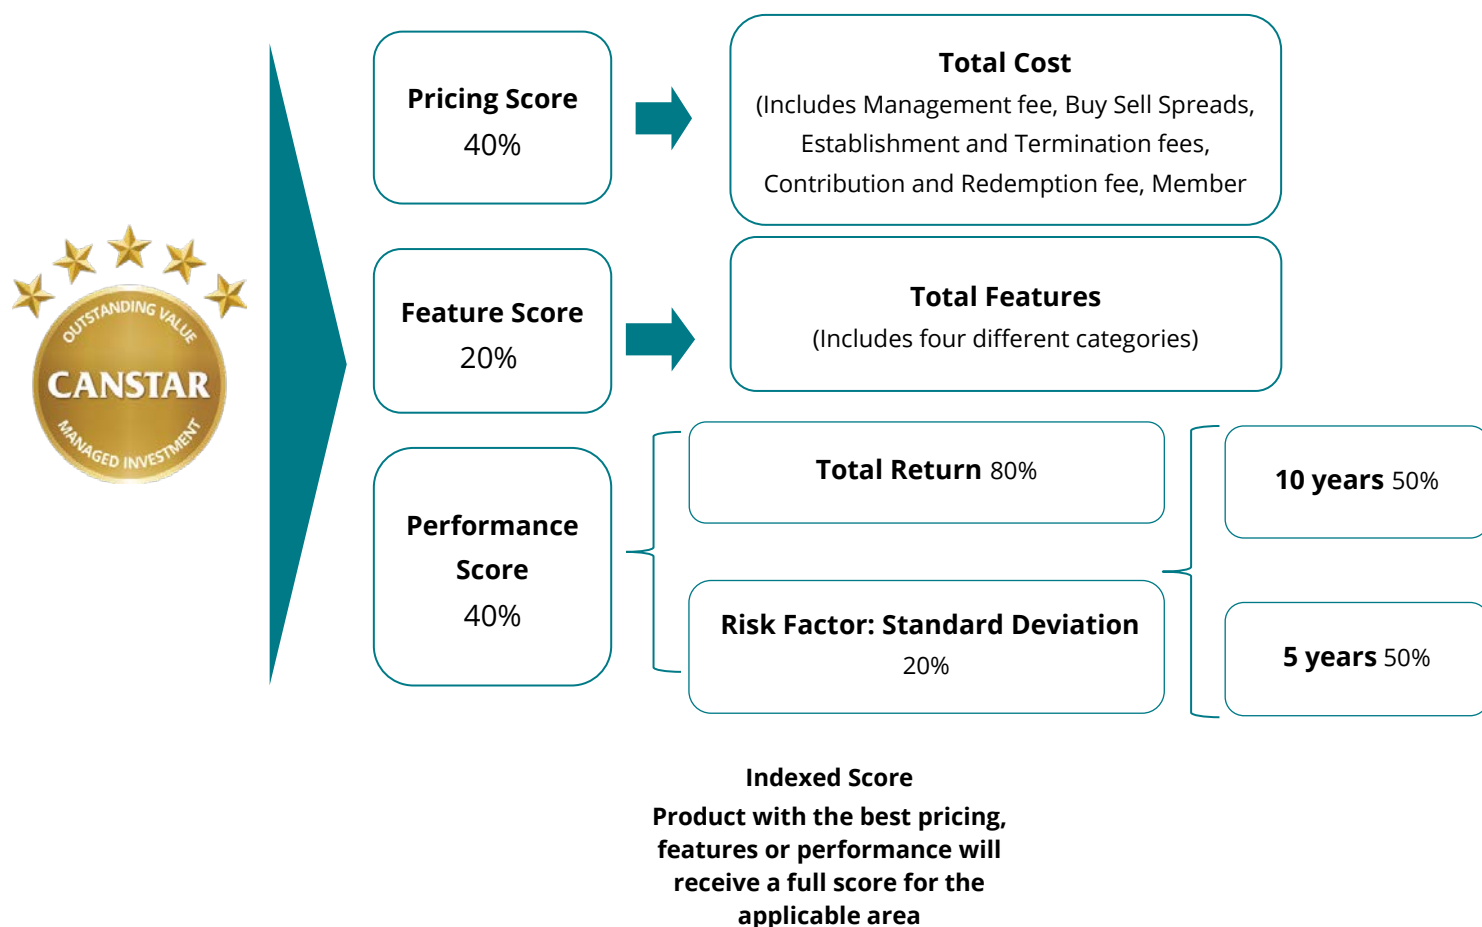 OUTSTANDING VALUE
CANSTAR
MANAGED INVESTMENT
Pricing Score
40%
Total Cost
(Includes Management fee, Buy Sell Spreads,
Establishment and Termination fees,
Contribution and Redemption fee, Member
Feature Score
20%
Total Features
(Includes four different categories)
Performance
Score
40%
Total Return 80%
Risk Factor: Standard Deviation
20%
10 years 50%
5 years 50%
Indexed Score
Product with the best pricing,
features or performance will
receive a full score for the
applicable area